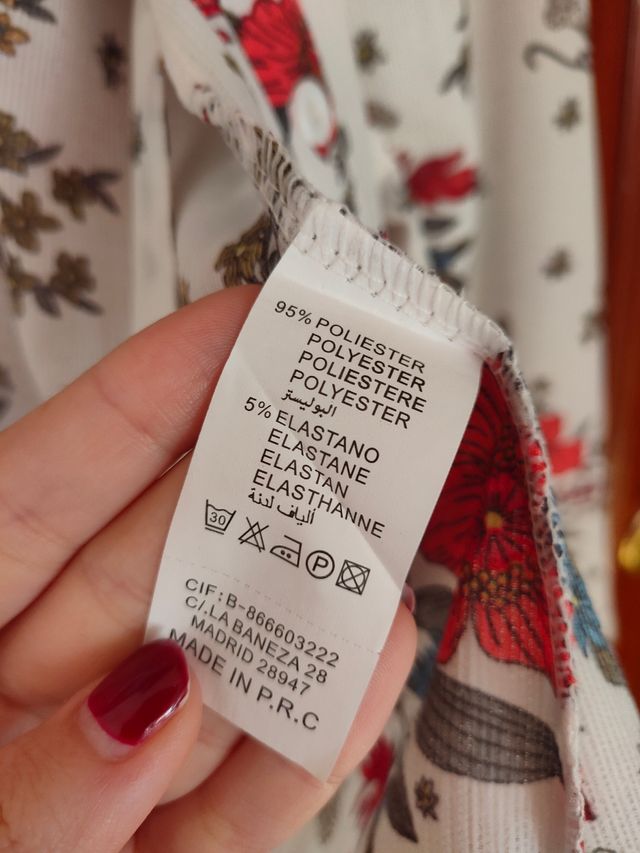 95% POLIESTER
POLYESTER
POLIESTERE
POLYESTER
البوليستر
5% ELASTANO
ELASTANE
ELASTAN
ELASTHANNE
ألياف لدنة
30 P
CIF: B-866603222
C/.LA BANEZA 28
MADRID 28947
MADE IN P.R.C